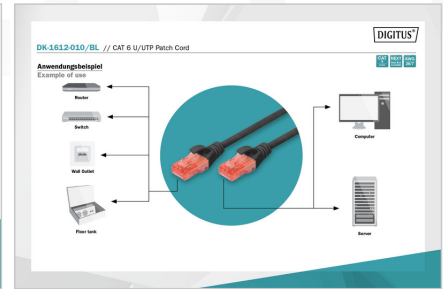 DIGITUS®
DK-1612-010/BL // CAT 6 U/UTP Patch Cord
Anwendungsbeispiel
Example of use
Router
Switch
Wall Outlet
Floor tank
Computer
Server